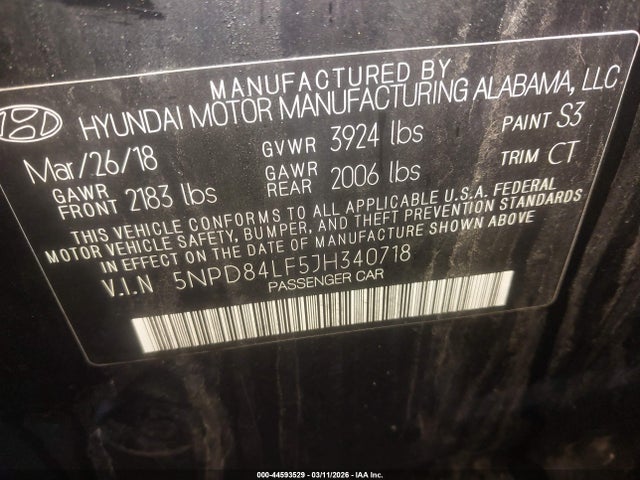 MANUFACTURED BY
HYUNDAI MOTOR MANUFACTURING ALABAMA, LLC
Mar/26/18 GVWR 3924 lbs PAINT S3
GAWR FRONT 2183 lbs GAWR REAR 2006 lbs TRIM CT
THIS VEHICLE CONFORMS TO ALL APPLICABLE U.S.A. FEDERAL
MOTOR VEHICLE SAFETY, BUMPER, AND THEFT PREVENTION STANDARDS
IN EFFECT ON THE DATE OF MANUFACTURE SHOWN ABOVE
V.I.N 5NPD84LF5JH340718
PASSENGER CAR
000-44593529 - 03/11/2026 - IAA Inc.